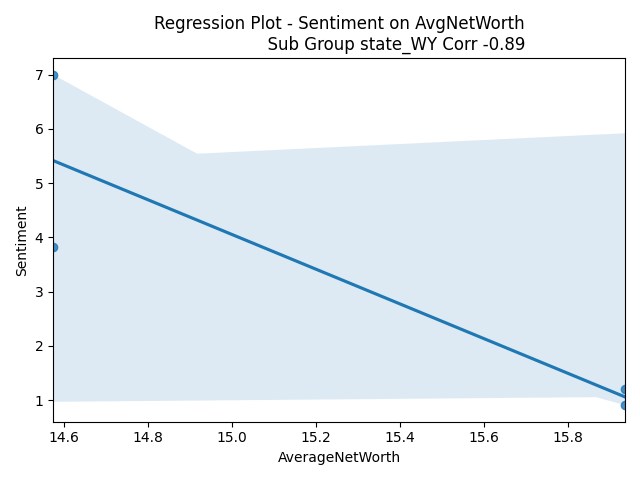 Regression Plot - Sentiment on AvgNetWorth
Sub Group state_WY Corr -0.89
7
6
5
4
3
2
1
Sentiment
14.6 14.8 15.0 15.2 15.4 15.6 15.8
AverageNetWorth